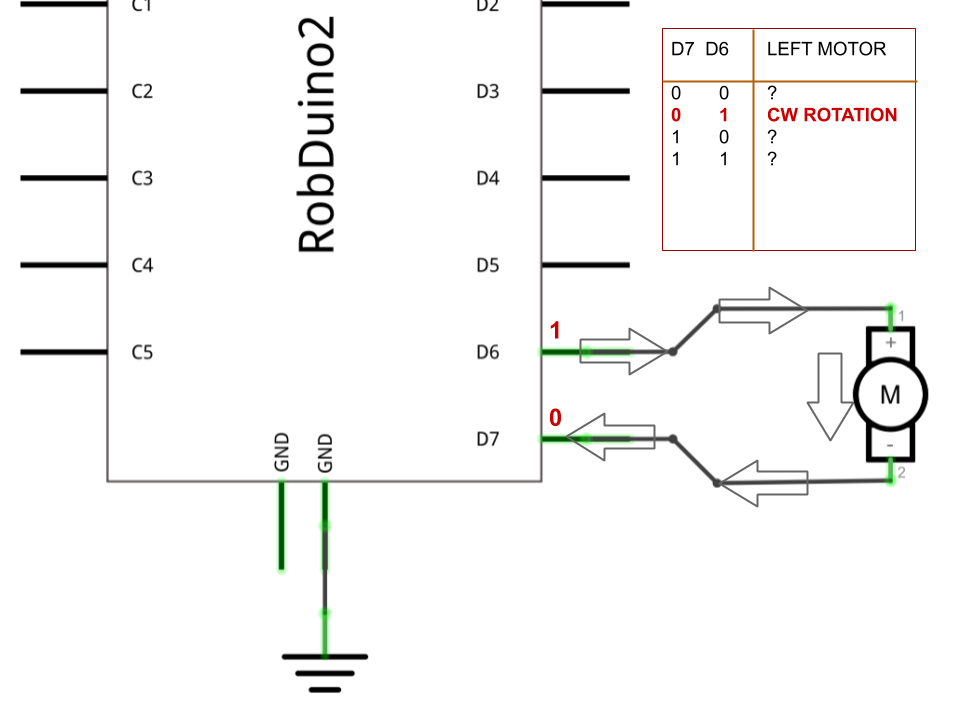 C1
D2
RobDuino2
D7 D6 LEFT MOTOR
0 0 ?
0 1 CW ROTATION
1 0 ?
1 1 ?
C2
D3
C3
D4
C4
D5
C5
D6
1
D7
0
GND
GND
1
+
M
-
2